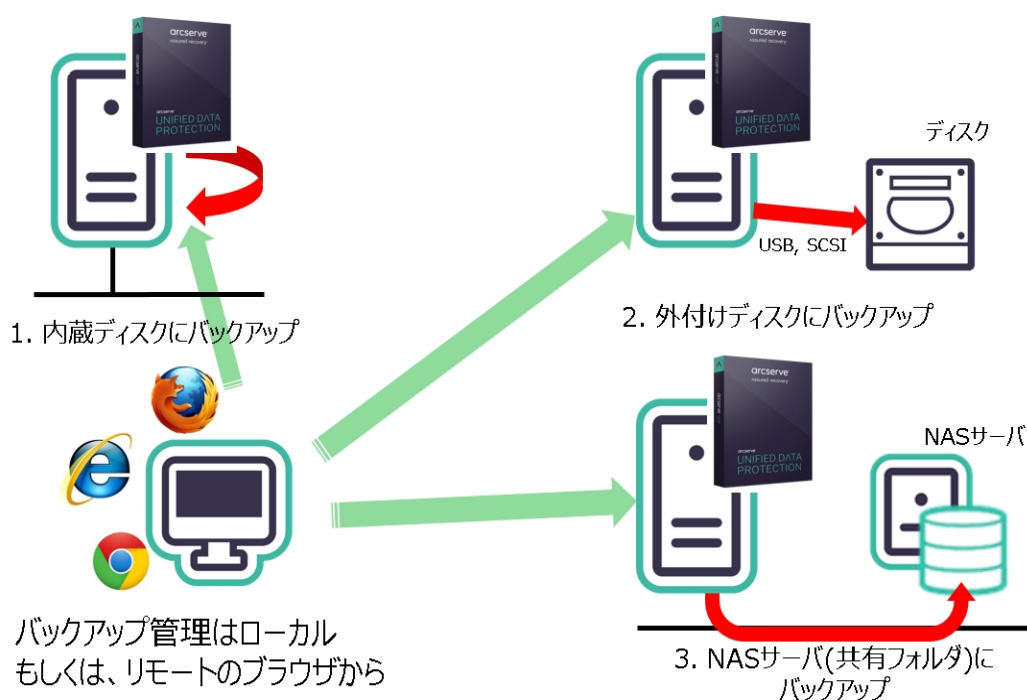 arcserve
assured recovery
arcserve
UNIFIED DATA
PROTECTION
1. 内蔵ディスクにバックアップ
arcserve
assured recovery
arcserve
UNIFIED DATA
PROTECTION
ディスク
USB, SCSI
2. 外付けディスクにバックアップ
arcserve
assured recovery
arcserve
UNIFIED DATA
PROTECTION
NASサーバ
3. NASサーバ(共有フォルダ)に
バックアップ
バックアップ管理はローカル
もしくは、リモートのブラウザから